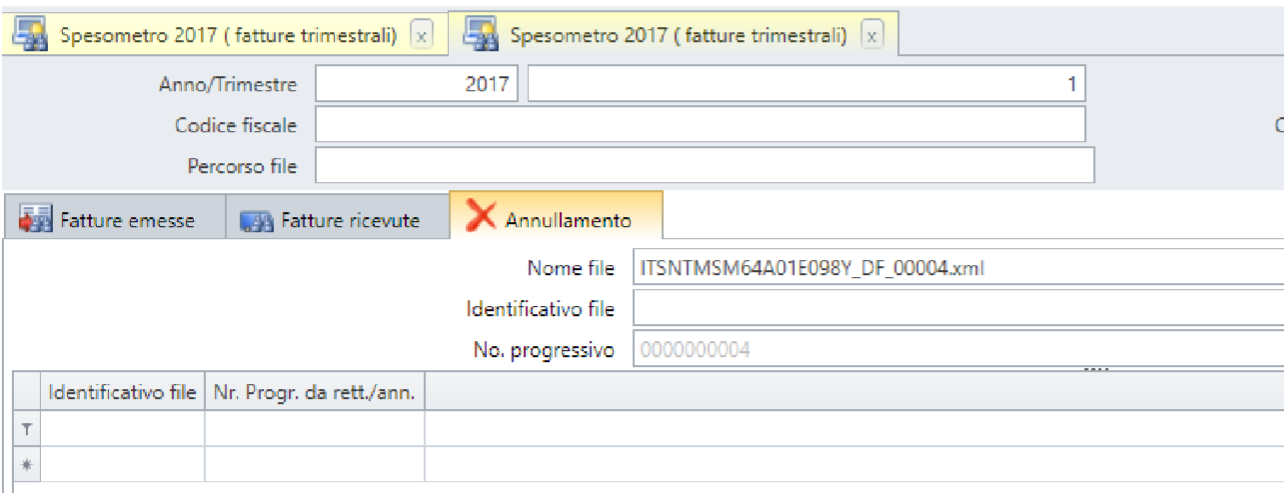 Spesometro 2017 ( fatture trimestrali) x Spesometro 2017 ( fatture trimestrali) x
Anno/Trimestre 2017 1
Codice fiscale
Percorso file
Fatture emesse Fatture ricevute Annullamento
Nome file ITSNTMSM64A01E098Y_DF_00004.xml
Identificativo file
No. progressivo 0000000004
Identificativo file Nr. Progr. da rett./ann.